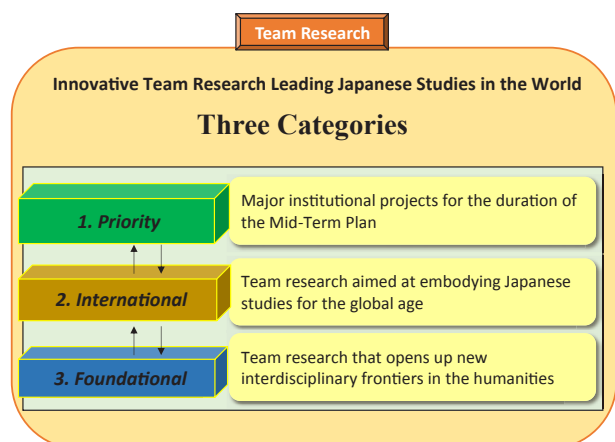 Team Research
Innovative Team Research Leading Japanese Studies in the World
Three Categories
1. Priority
Major institutional projects for the duration of
the Mid-Term Plan
2. International
Team research aimed at embodying Japanese
studies for the global age
3. Foundational
Team research that opens up new
interdisciplinary frontiers in the humanities